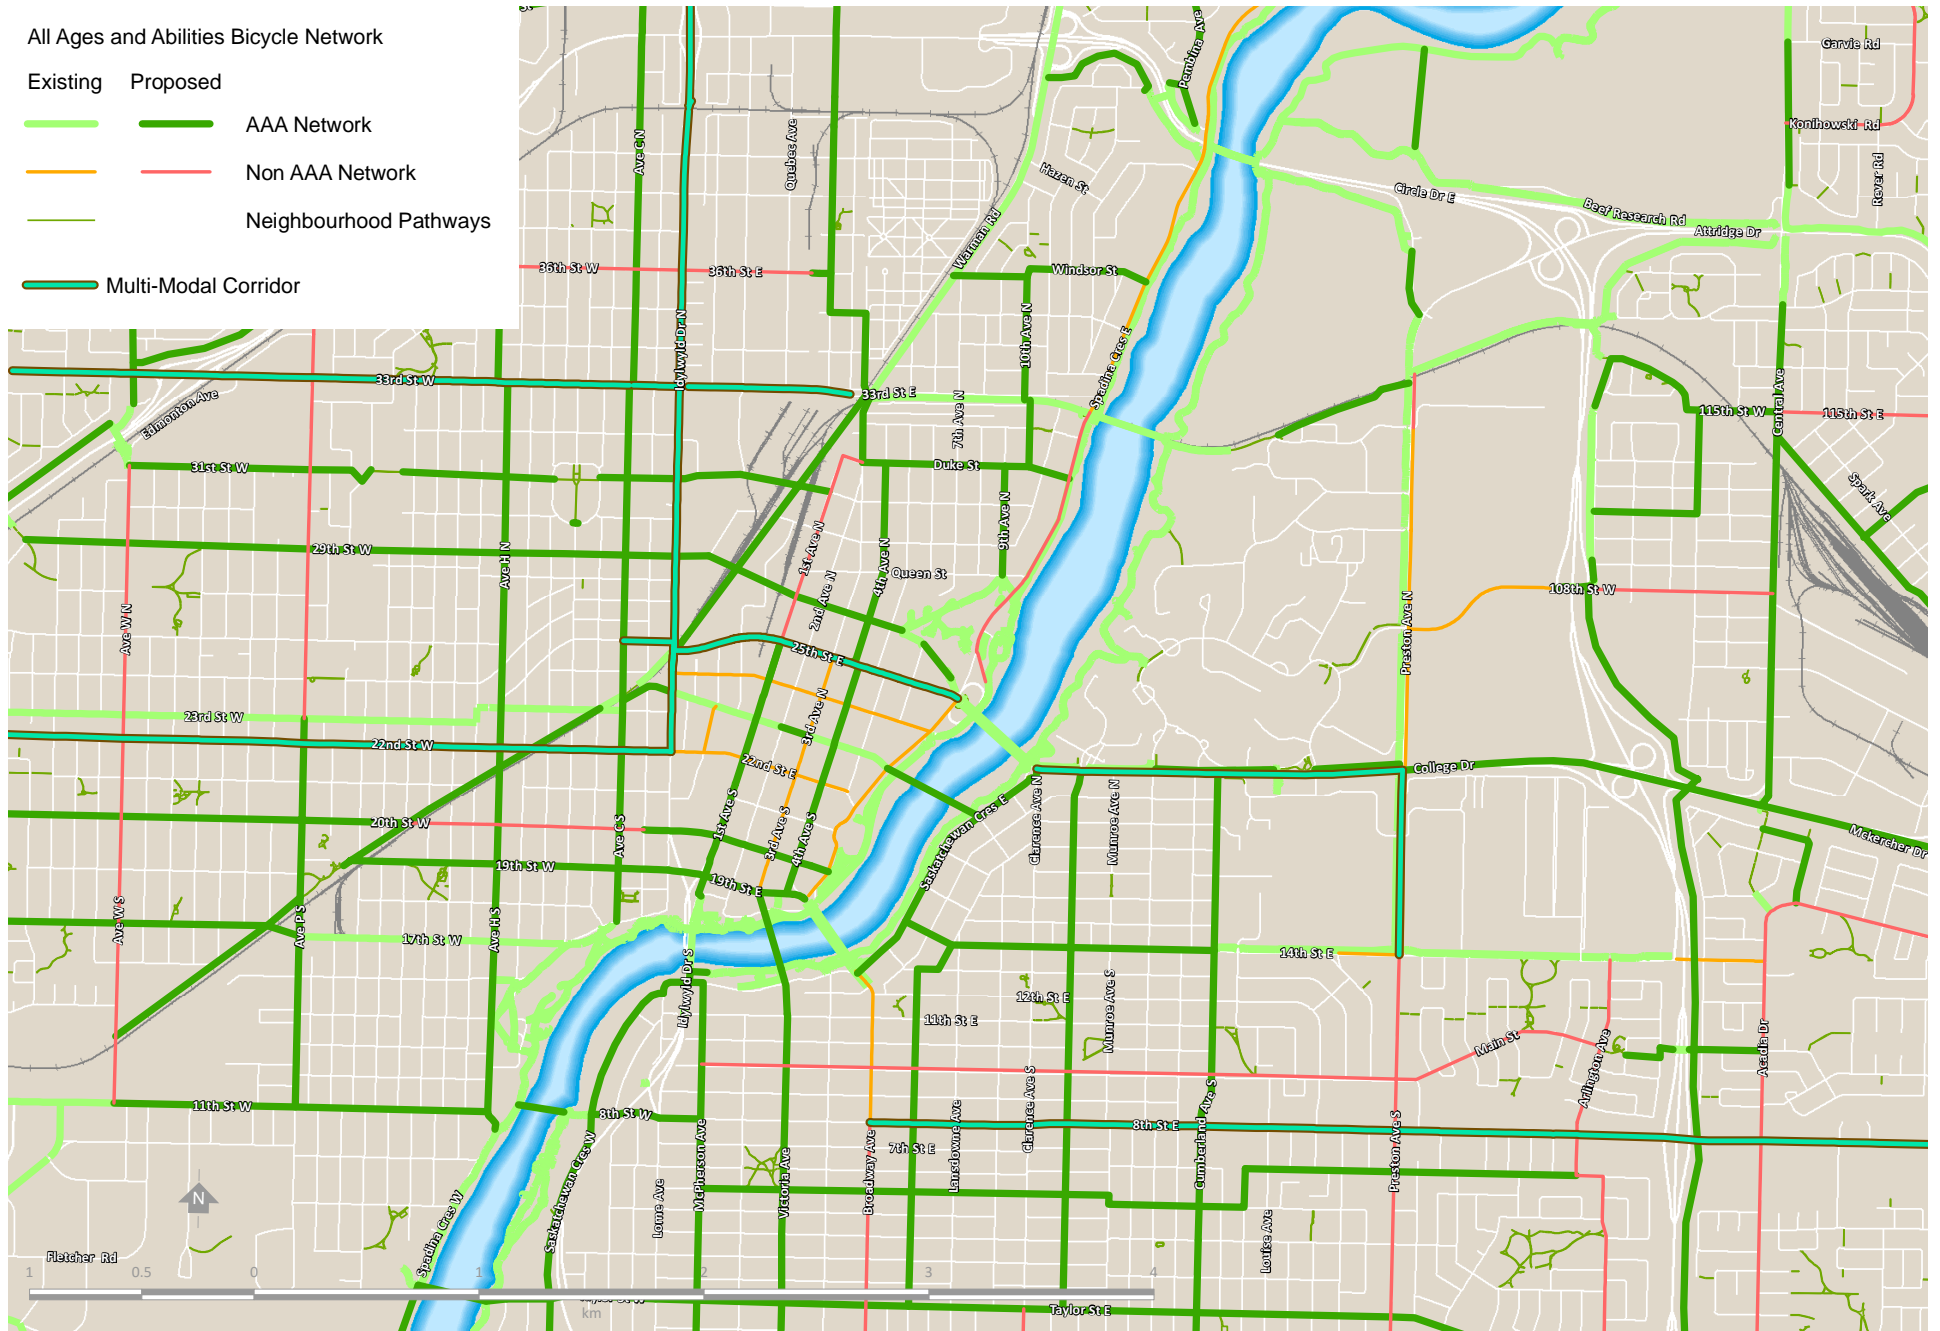 All Ages and Abilities Bicycle Network
Existing Proposed
AAA Network
Non AAA Network
Neighbourhood Pathways
Multi-Modal Corridor
St
Pembina Ave
Garvie Rd
Konihowski Rd
Rever Rd
Ave C N
Quebec Ave
Hazen St
Circle Dr E
Beef Research Rd
Attridge Dr
Warman Rd
36th St W
36th St E
Windsor St
Idylwyld Dr N
10th Ave N
Spadina Cres E
33rd St W
33rd St E
Edmonton Ave
7th Ave N
115th St W
115th St E
Central Ave
31st St W
Duke St
Spark Ave
9th Ave N
29th St W
Ave H N
1st Ave N
4th Ave N
Queen St
108th St W
2nd Ave N
Ave W N
Preston Ave N
25th St E
23rd St W
3rd Ave N
22nd St W
22nd St E
College Dr
1st Ave S
Saskatchewan Cres E
Clarence Ave N
Munroe Ave N
20th St W
Ave C S
3rd Ave S
4th Ave S
Mckercher Dr
19th St W
19th St E
Ave W S
Ave P S
Ave H S
17th St W
14th St E
Idylwyld Dr S
12th St E
Munroe Ave S
11th St E
Main St
Arlington Ave
Acadia Dr
11th St W
8th St W
8th St E
Clarence Ave S
Cumberland Ave S
7th St E
Lansdowne Ave
Broadway Ave
McPherson Ave
Victoria Ave
Preston Ave S
N
Saskatchewan Cres W
Spadina Cres W
Lorne Ave
Louise Ave
Fletcher Rd
1 0.5 0 1 2 3 4
km
Taylor St E